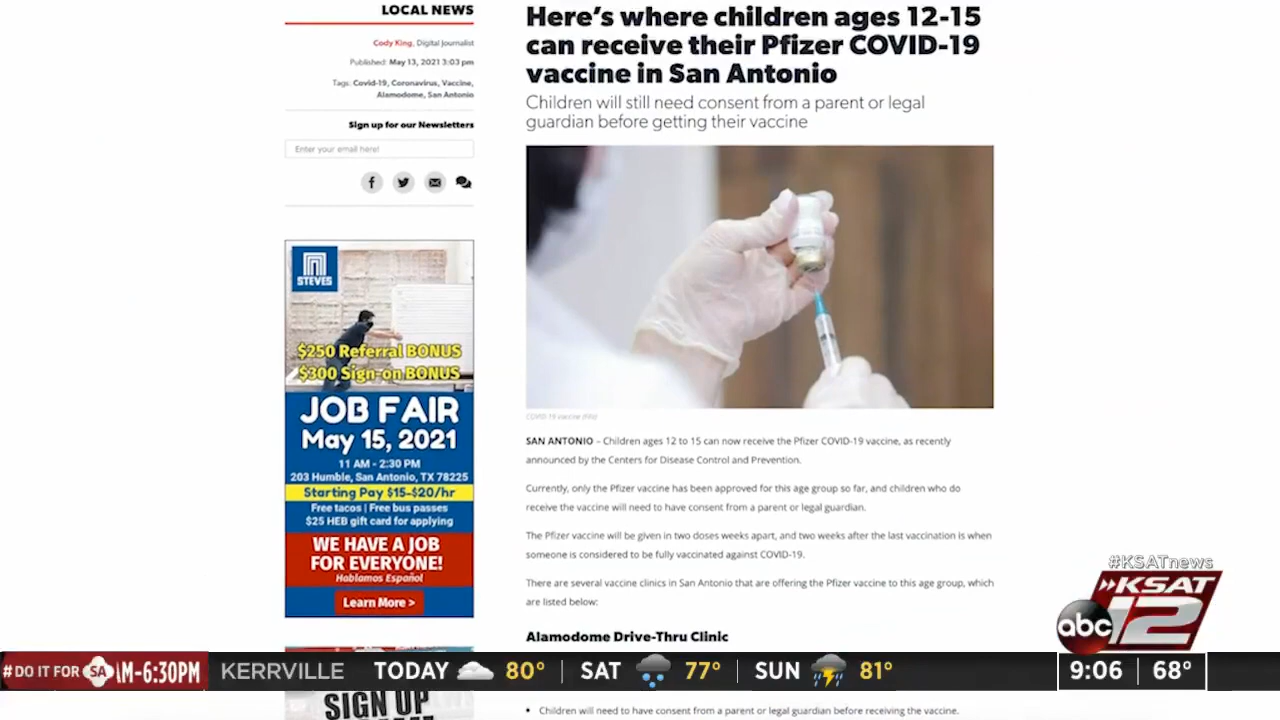 LOCAL NEWS
Cody King, Digital Journalist
Published: May 13, 2021 3:03 pm
Tags: Covid-19, Coronavirus, Vaccine,
Alamodome, San Antonio
Sign up for our Newsletters
Enter your email here!
STEVES
$250 Referral BONUS
$300 Sign-on BONUS
JOB FAIR
May 15, 2021
11 AM - 2:30 PM
203 Humble, San Antonio, TX 78225
Starting Pay $15-$20/hr
Free tacos | Free bus passes
$25 HEB gift card for applying
WE HAVE A JOB
FOR EVERYONE!
Hablamos Español
Learn More >
SIGN UP
Here's where children ages 12-15
can receive their Pfizer COVID-19
vaccine in San Antonio
Children will still need consent from a parent or legal
guardian before getting their vaccine
COVID-19 vaccine (file)
SAN ANTONIO – Children ages 12 to 15 can now receive the Pfizer COVID-19 vaccine, as recently
announced by the Centers for Disease Control and Prevention.
Currently, only the Pfizer vaccine has been approved for this age group so far, and children who do
receive the vaccine will need to have consent from a parent or legal guardian.
The Pfizer vaccine will be given in two doses weeks apart, and two weeks after the last vaccination is when
someone is considered to be fully vaccinated against COVID-19.
There are several vaccine clinics in San Antonio that are offering the Pfizer vaccine to this age group, which
are listed below:
Alamodome Drive-Thru Clinic
• Children will need to have consent from a parent or legal guardian before receiving the vaccine.
#KSATnews
KSAT
abc 12
#DO IT FOR SA AM-6:30PM KERRVILLE TODAY 80° SAT 77° SUN 81° 9:06 68°